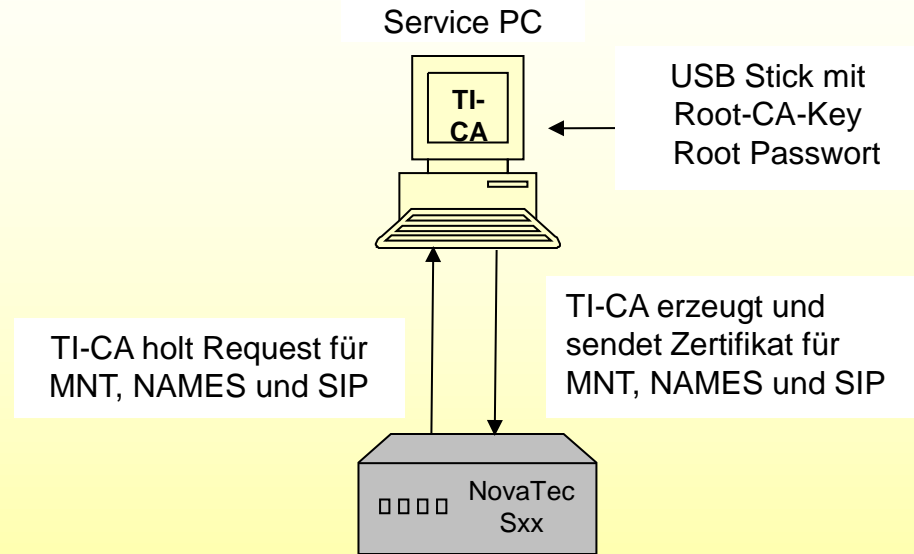 Service PC
TI-
CA
USB Stick mit
Root-CA-Key
Root Passwort
TI-CA holt Request für
MNT, NAMES und SIP
TI-CA erzeugt und
sendet Zertifikat für
MNT, NAMES und SIP
NovaTec
Sxx